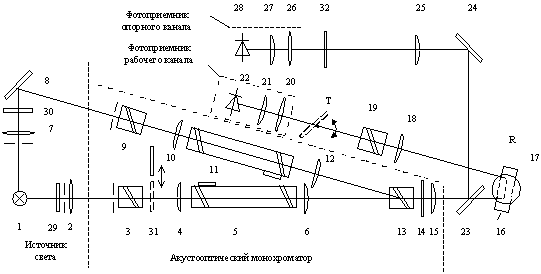 28 27 26 32 25 24
Фотоприемник
опорного канала
Фотоприемник
рабочего канала
22 21 20
8
T
19
18
30
7
9
10
11
12
R
17
1 29 2 3 31 4 5 6 13 14 15 23 16
Источник
света
Акустооптический монохроматор